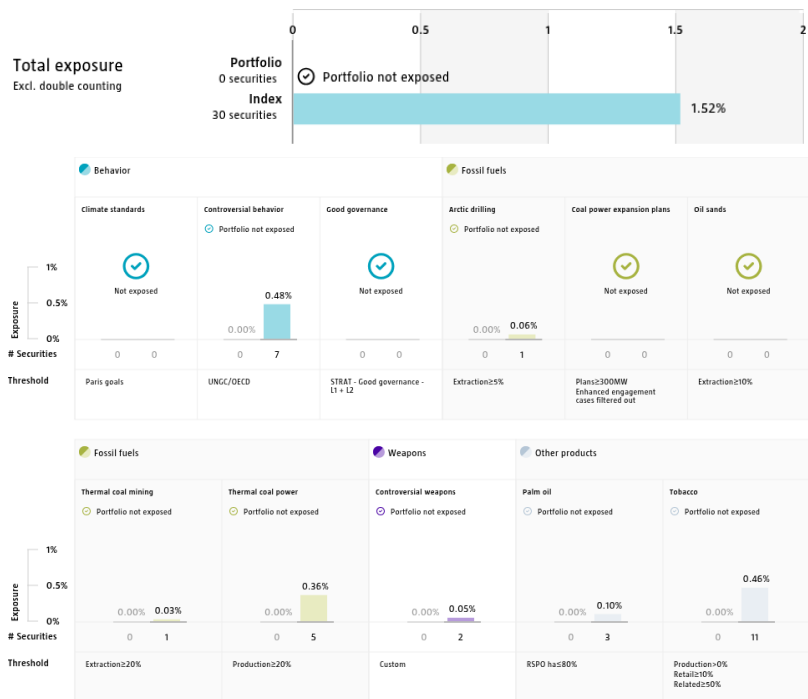 0 0.5 1 1.5 2
Total exposure
Excl. double counting
Portfolio
0 securities
Portfolio not exposed
Index
30 securities
1.52%
Behavior
Fossil fuels
Climate standards
Controversial behavior
Good governance
Arctic drilling
Coal power expansion plans
Oil sands
Portfolio not exposed
Portfolio not exposed
Not exposed
Not exposed
Not exposed
Not exposed
Exposure
1%
0.5%
0%
0.00% 0.48%
0.00% 0.06%
# Securities
0 0
0 7
0 0
0 1
0 0
0 0
Threshold
Paris goals
UNGC/OECD
STRAT - Good governance -
L1 + L2
Extraction≥5%
Plans≥300MW
Enhanced engagement
cases filtered out
Extraction≥10%
Fossil fuels
Weapons
Other products
Thermal coal mining
Thermal coal power
Controversial weapons
Palm oil
Tobacco
Portfolio not exposed
Portfolio not exposed
Portfolio not exposed
Portfolio not exposed
Portfolio not exposed
Exposure
1%
0.5%
0%
0.00% 0.03%
0.00% 0.36%
0.00% 0.05%
0.00% 0.10%
0.00% 0.46%
# Securities
0 1
0 5
0 2
0 3
0 11
Threshold
Extraction≥20%
Production≥20%
Custom
RSPO ha≤80%
Production>0%
Retail≥10%
Related≥50%